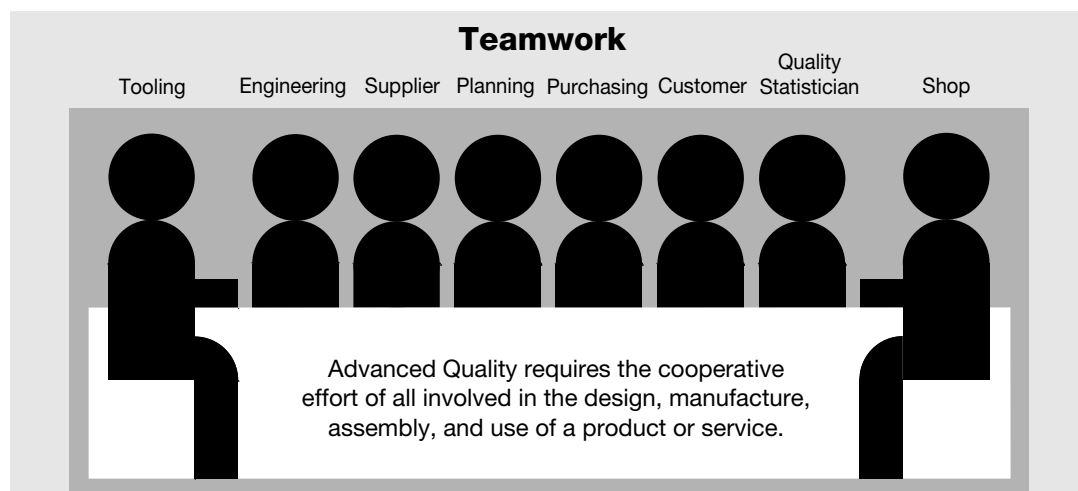 Teamwork
Tooling
Engineering
Supplier
Planning
Purchasing
Customer
Quality
Statistician
Shop
Advanced Quality requires the cooperative
effort of all involved in the design, manufacture,
assembly, and use of a product or service.